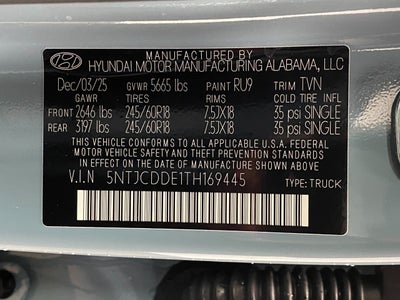 MANUFACTURED BY
HYUNDAI MOTOR MANUFACTURING ALABAMA, LLC
Dec/03/25 GVWR 5665 lbs PAINT RU9 TRIM TVN
GAWR TIRES RIMS COLD TIRE INFL
FRONT 2646 lbs 245/60R18 7.5JX18 35 psi SINGLE
REAR 3197 lbs 245/60R18 7.5JX18 35 psi SINGLE
THIS VEHICLE CONFORMS TO ALL APPLICABLE U.S.A. FEDERAL
MOTOR VEHICLE SAFETY STANDARDS
IN EFFECT ON THE DATE OF MANUFACTURE SHOWN ABOVE.
V.I.N 5NTJCDDE1TH169445 TYPE: TRUCK